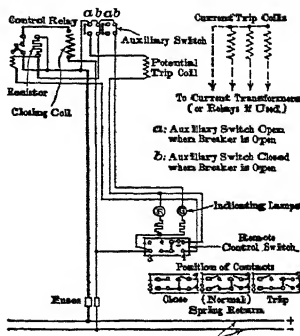 Control Relay
a b a b
Current Trip Coils
Auxiliary Switch
Potential
Trip Coil
Resistor
Closing Coil
To Current Transformers
(or Relays if Used)
a: Auxiliary Switch Open
when Breaker is Open
b: Auxiliary Switch Closed
when Breaker is Open
Indicating Lamps
Remote
Control Switch
Position of Contacts
Close (Normal) Trip
Spring Return
Fuses
+